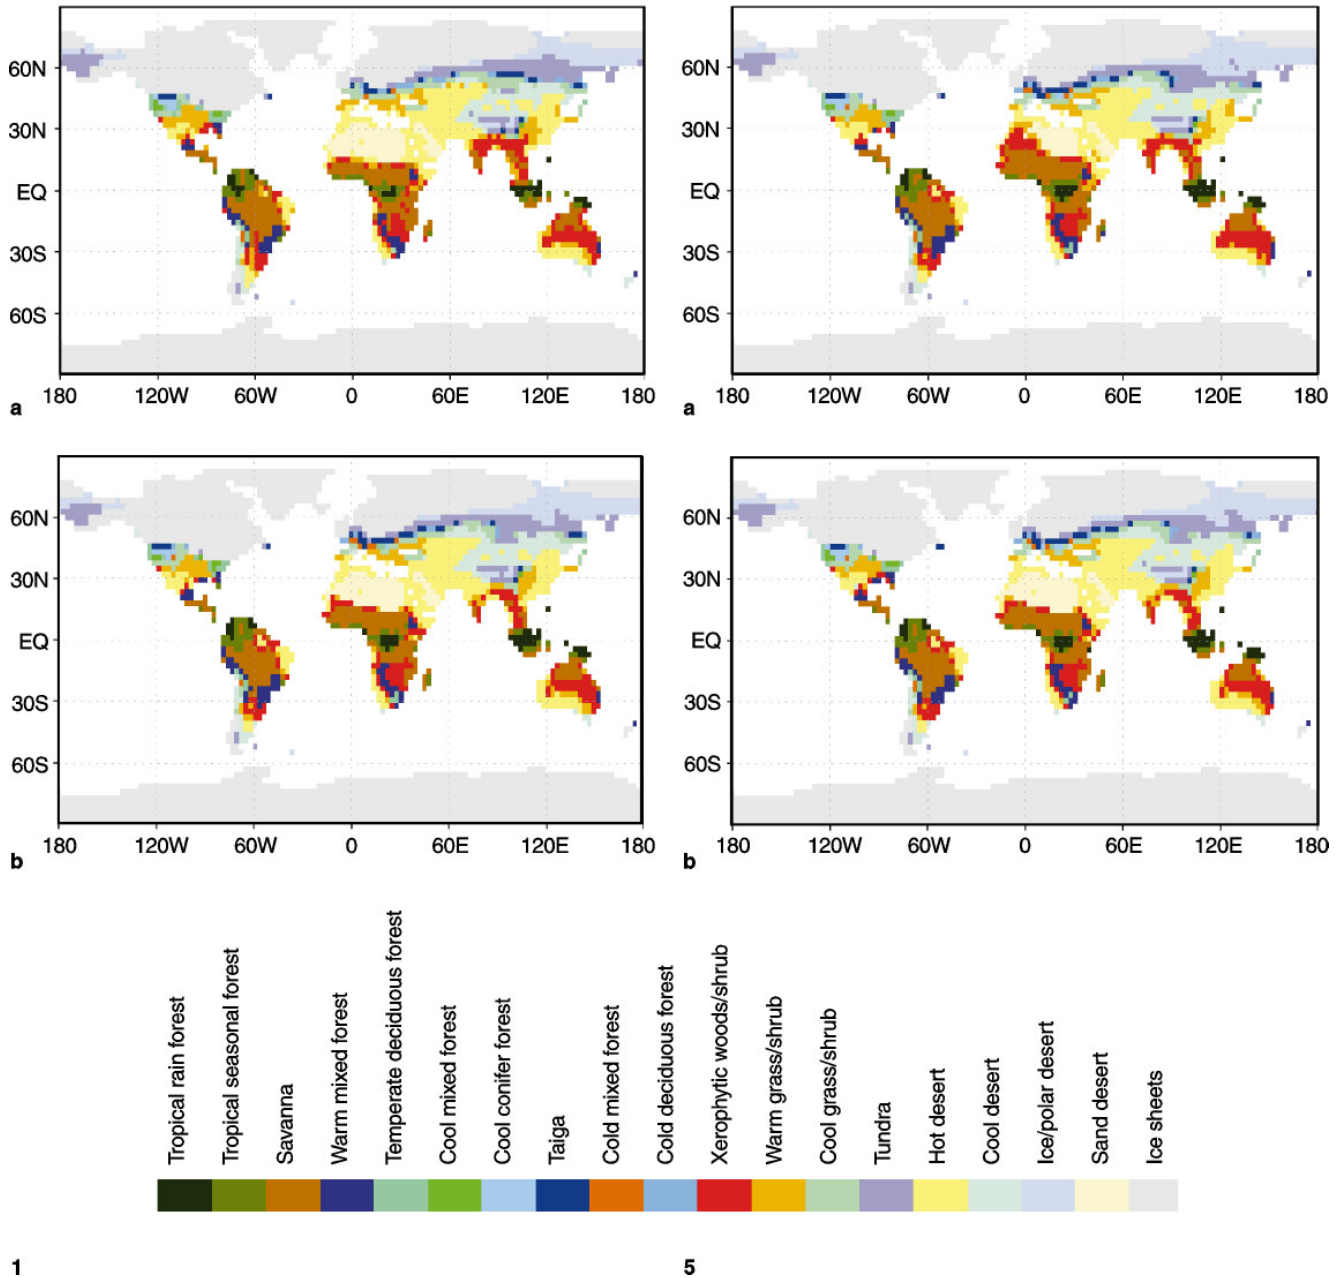 60N
30N
EQ
30S
60S
180 120W 60W 0 60E 120E 180
a
60N
30N
EQ
30S
60S
180 120W 60W 0 60E 120E 180
a
60N
30N
EQ
30S
60S
180 120W 60W 0 60E 120E 180
b
60N
30N
EQ
30S
60S
180 120W 60W 0 60E 120E 180
b
Tropical rain forest
Tropical seasonal forest
Savanna
Warm mixed forest
Temperate deciduous forest
Cool mixed forest
Cool conifer forest
Taiga
Cold mixed forest
Cold deciduous forest
Xerophytic woods/shrub
Warm grass/shrub
Cool grass/shrub
Tundra
Hot desert
Cool desert
Ice/polar desert
Sand desert
Ice sheets
1
5